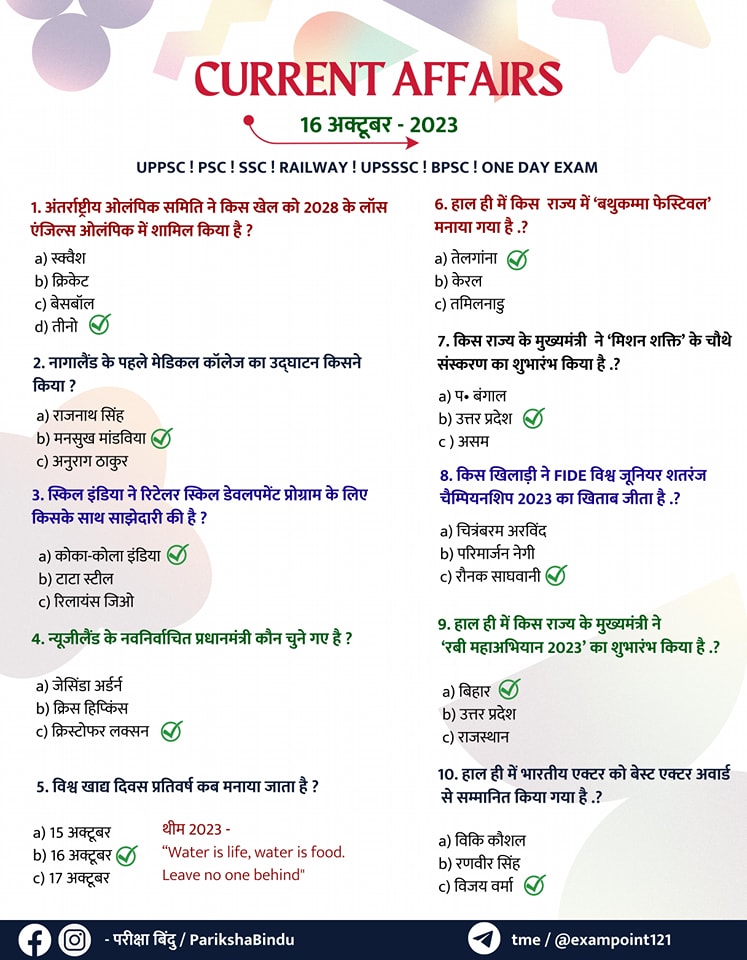 CURRENT AFFAIRS
16 अक्टूबर - 2023
UPPSC ! PSC ! SSC ! RAILWAY ! UPSSSC ! BPSC ! ONE DAY EXAM
1. अंतर्राष्ट्रीय ओलंपिक समिति ने किस खेल को 2028 के लॉस
एंजिल्स ओलंपिक में शामिल किया है ?
a) स्क्वैश
b) क्रिकेट
c) बेसबॉल
d) तीनो
2. नागालैंड के पहले मेडिकल कॉलेज का उद्घाटन किसने
किया ?
a) राजनाथ सिंह
b) मनसुख मांडविया
c) अनुराग ठाकुर
3. स्किल इंडिया ने रिटेलर स्किल डेवलपमेंट प्रोग्राम के लिए
किसके साथ साझेदारी की है ?
a) कोका-कोला इंडिया
b) टाटा स्टील
c) रिलायंस जिओ
4. न्यूजीलैंड के नवनिर्वाचित प्रधानमंत्री कौन चुने गए है ?
a) जेसिंडा अर्डर्न
b) क्रिस हिप्किंस
c) क्रिस्टोफर लक्सन
5. विश्व खाद्य दिवस प्रतिवर्ष कब मनाया जाता है ?
a) 15 अक्टूबर
b) 16 अक्टूबर
c) 17 अक्टूबर
थीम 2023 -
“Water is life, water is food.
Leave no one behind"
6. हाल ही में किस राज्य में ‘बथुकम्मा फेस्टिवल’
मनाया गया है .?
a) तेलगांना
b) केरल
c) तमिलनाडु
7. किस राज्य के मुख्यमंत्री ने ‘मिशन शक्ति’ के चौथे
संस्करण का शुभारंभ किया है .?
a) प• बंगाल
b) उत्तर प्रदेश
c ) असम
8. किस खिलाड़ी ने FIDE विश्व जूनियर शतरंज
चैम्पियनशिप 2023 का खिताब जीता है .?
a) चित्रंबरम अरविंद
b) परिमार्जन नेगी
c) रौनक साघवानी
9. हाल ही में किस राज्य के मुख्यमंत्री ने
‘रबी महाअभियान 2023’ का शुभारंभ किया है .?
a) बिहार
b) उत्तर प्रदेश
c) राजस्थान
10. हाल ही में भारतीय एक्टर को बेस्ट एक्टर अवार्ड
से सम्मानित किया गया है .?
a) विकि कौशल
b) रणवीर सिंह
c) विजय वर्मा
- परीक्षा बिंदु / ParikshaBindu
tme / @exampoint121